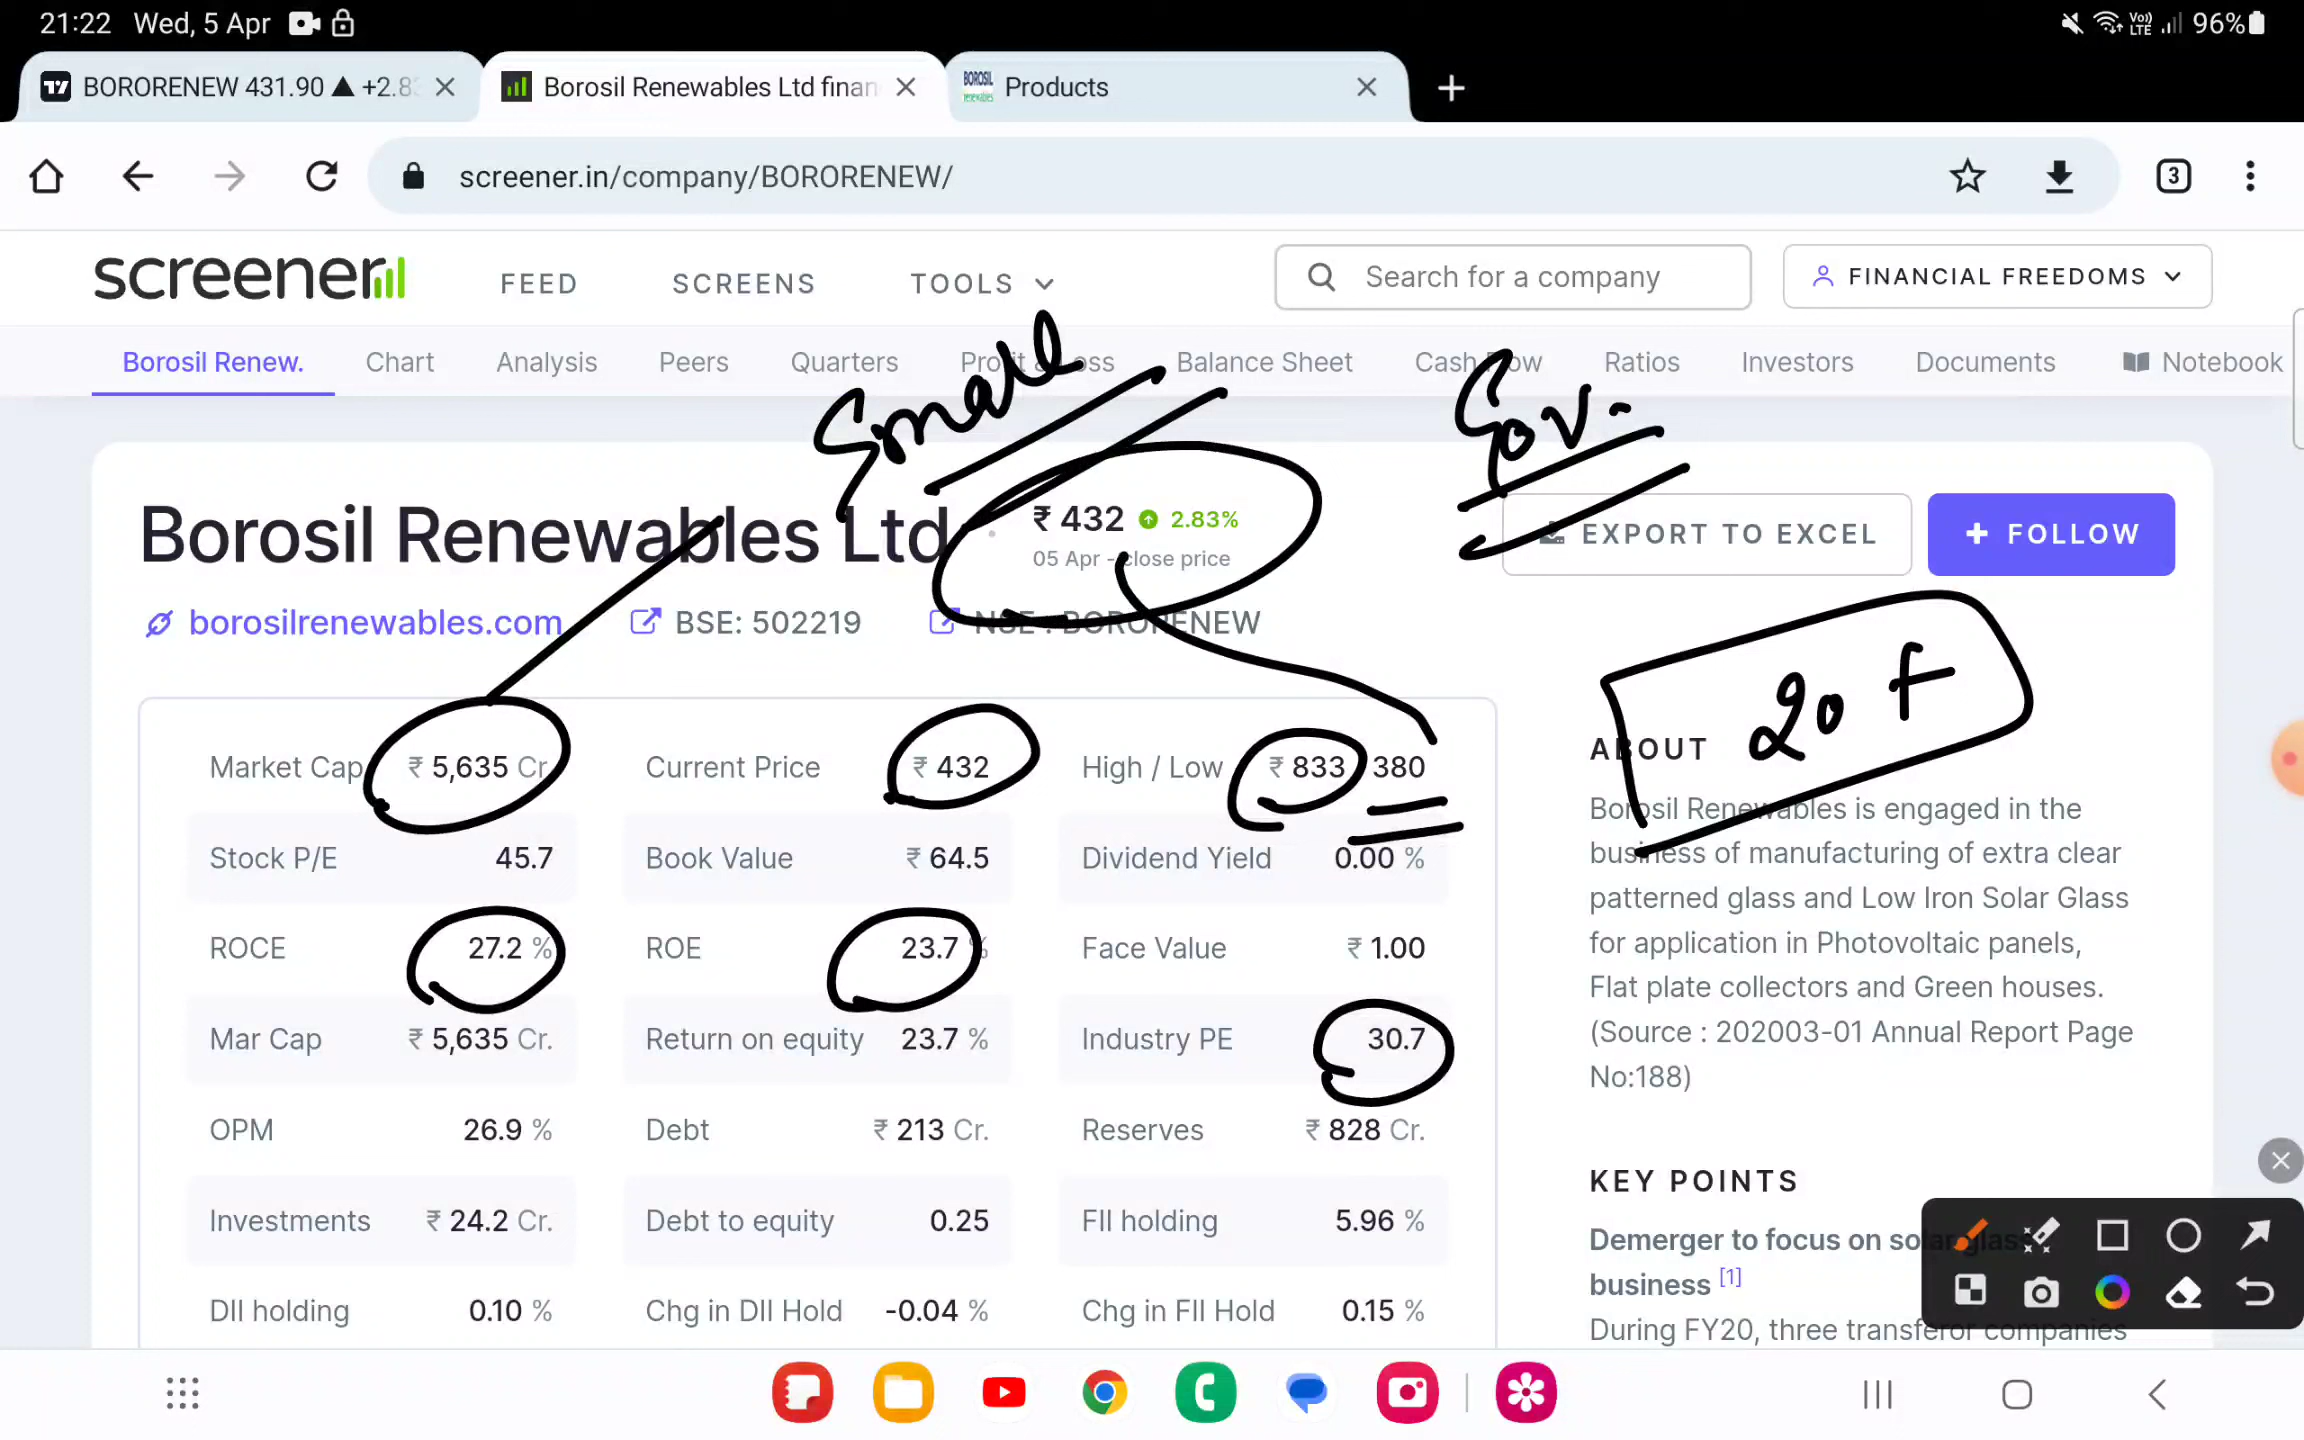 21:22 Wed, 5 Apr 96%
BORORENEW 431.90 ▲ +2.8
Borosil Renewables Ltd finan
Products
screener.in/company/BORORENEW/
3
screener FEED SCREENS TOOLS Search for a company FINANCIAL FREEDOMS
Borosil Renew. Chart Analysis Peers Quarters Profit & Loss Balance Sheet Cash Flow Ratios Investors Documents Notebook
Small
Gov.
Borosil Renewables Ltd ₹ 432 2.83%
05 Apr - close price
EXPORT TO EXCEL + FOLLOW
borosilrenewables.com BSE: 502219 NSE : BORORENEW
20 f
Market Cap ₹ 5,635 Cr. Current Price ₹ 432 High / Low ₹ 833 380
Stock P/E 45.7 Book Value ₹ 64.5 Dividend Yield 0.00 %
ROCE 27.2 % ROE 23.7 % Face Value ₹ 1.00
Mar Cap ₹ 5,635 Cr. Return on equity 23.7 % Industry PE 30.7
OPM 26.9 % Debt ₹ 213 Cr. Reserves ₹ 828 Cr.
Investments ₹ 24.2 Cr. Debt to equity 0.25 FII holding 5.96 %
DII holding 0.10 % Chg in DII Hold -0.04 % Chg in FII Hold 0.15 %
ABOUT
Borosil Renewables is engaged in the
business of manufacturing of extra clear
patterned glass and Low Iron Solar Glass
for application in Photovoltaic panels,
Flat plate collectors and Green houses.
(Source : 202003-01 Annual Report Page
No:188)
KEY POINTS
Demerger to focus on solar glass
business [1]
During FY20, three transferor companies